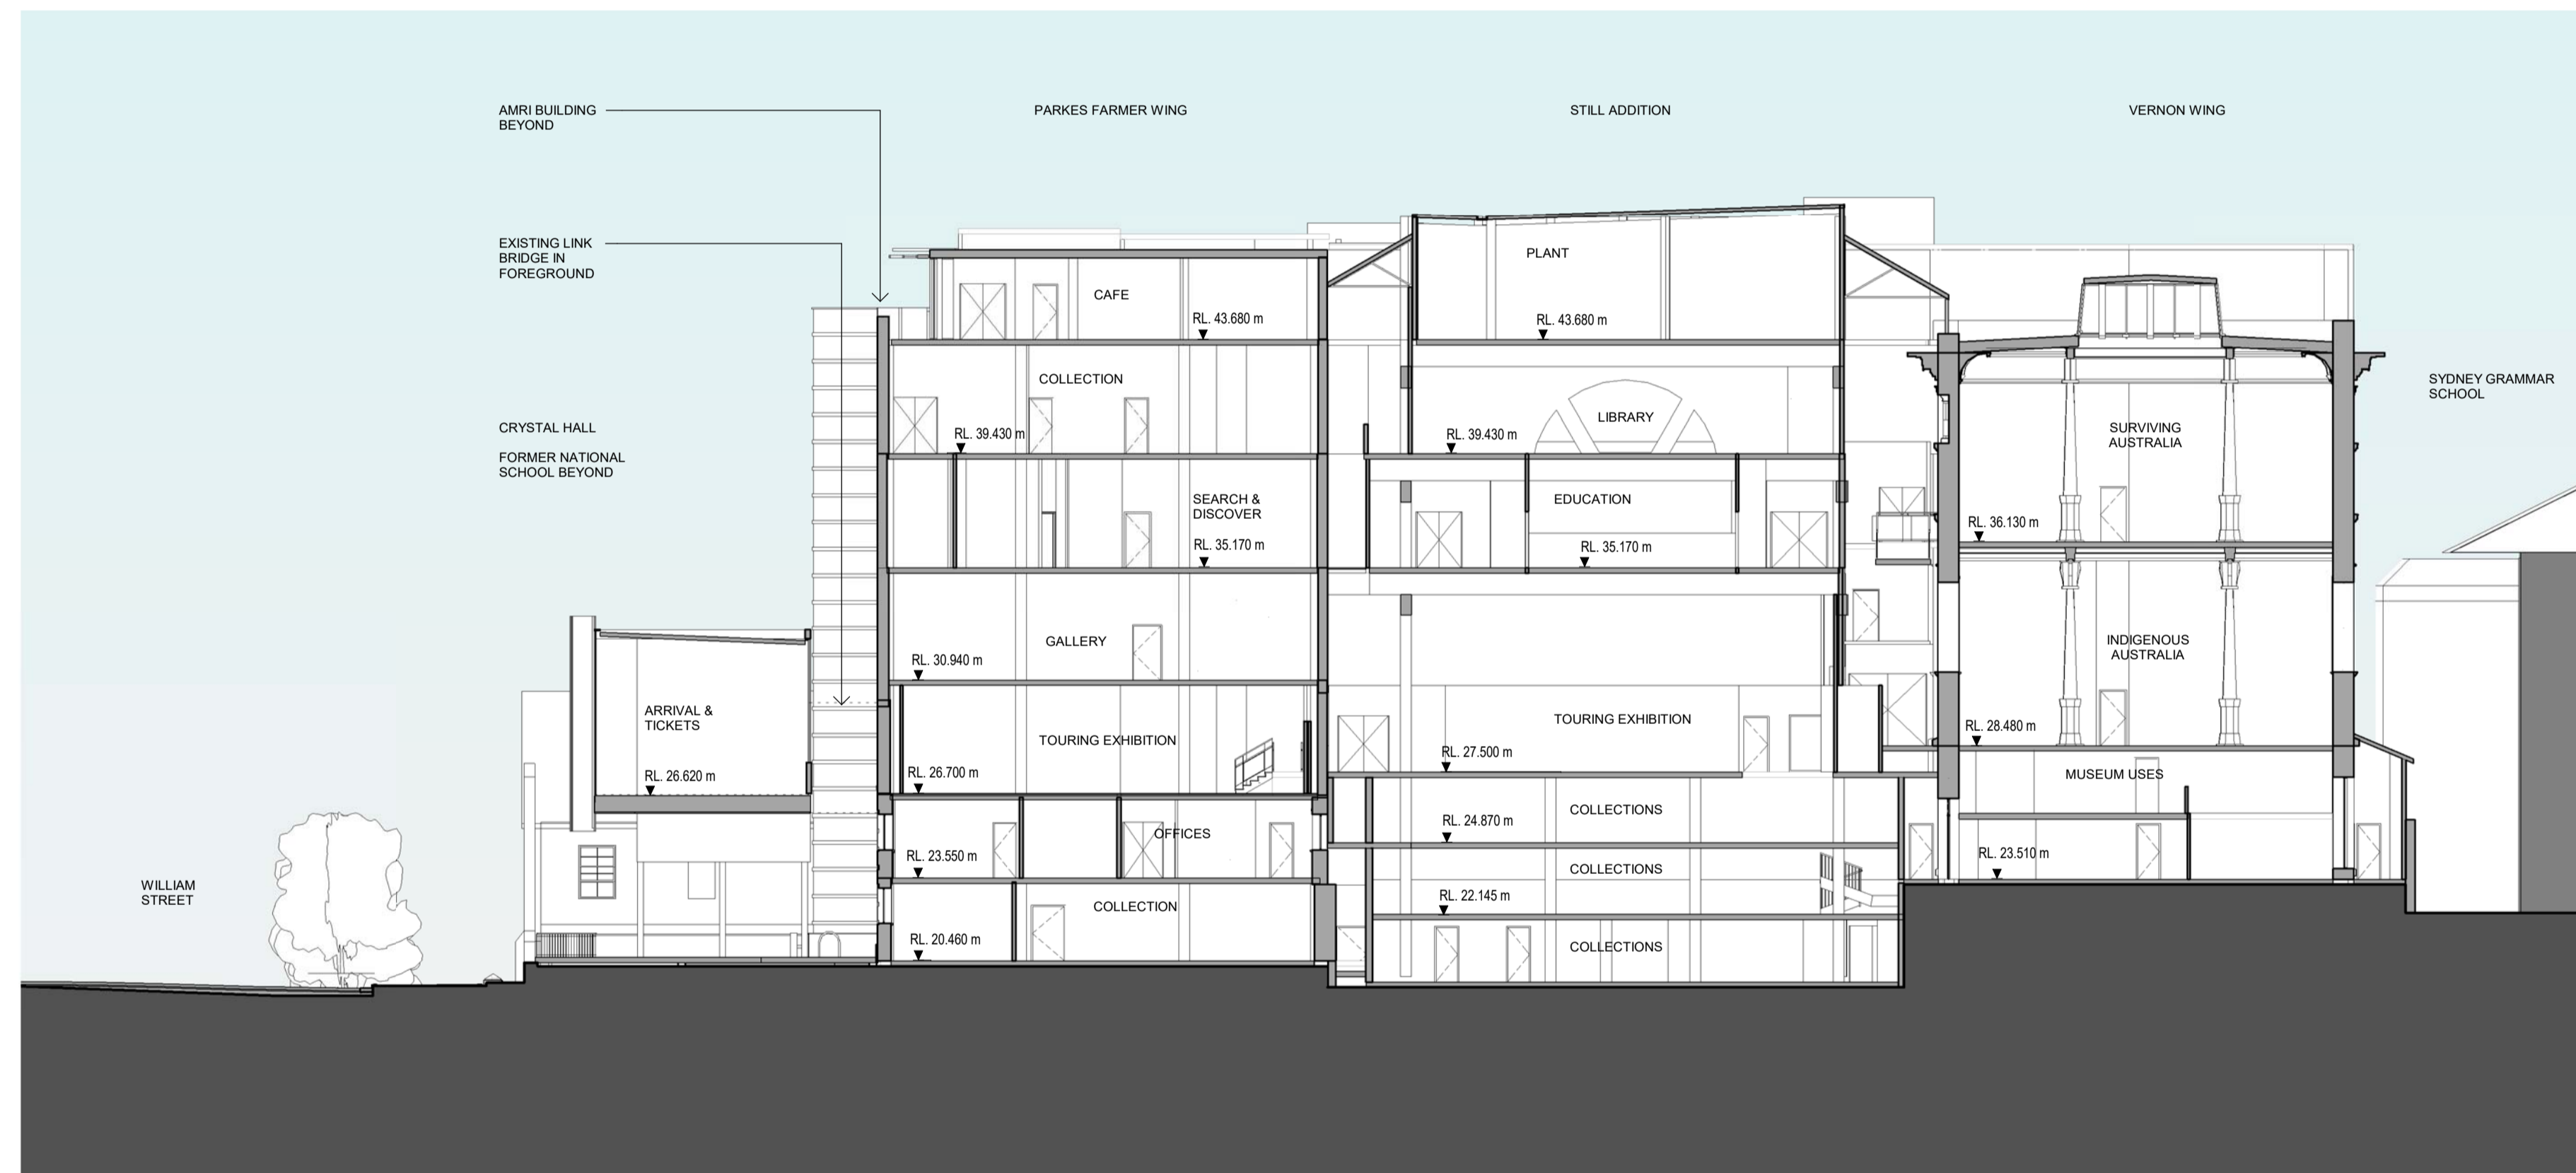 AMRI BUILDING
BEYOND
PARKES FARMER WING
STILL ADDITION
VERNON WING
EXISTING LINK
BRIDGE IN
FOREGROUND
PLANT
CAFE
RL. 43.680 m
RL. 43.680 m
COLLECTION
SYDNEY GRAMMAR
SCHOOL
CRYSTAL HALL
LIBRARY
RL. 39.430 m
RL. 39.430 m
SURVIVING
AUSTRALIA
FORMER NATIONAL
SCHOOL BEYOND
SEARCH &
DISCOVER
EDUCATION
RL. 36.130 m
RL. 35.170 m
RL. 35.170 m
GALLERY
INDIGENOUS
AUSTRALIA
RL. 30.940 m
ARRIVAL &
TICKETS
TOURING EXHIBITION
TOURING EXHIBITION
RL. 28.480 m
RL. 27.500 m
RL. 26.620 m
RL. 26.700 m
MUSEUM USES
COLLECTIONS
RL. 24.870 m
OFFICES
RL. 23.550 m
RL. 23.510 m
COLLECTIONS
WILLIAM
STREET
RL. 22.145 m
COLLECTION
RL. 20.460 m
COLLECTIONS